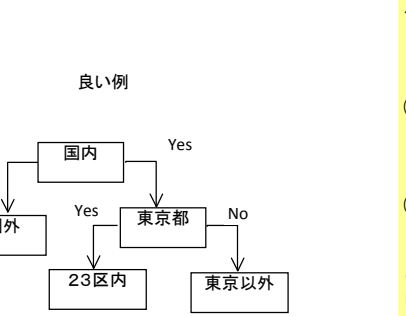 良い例
国内
Yes
外
Yes
東京都
No
23区内
東京以外